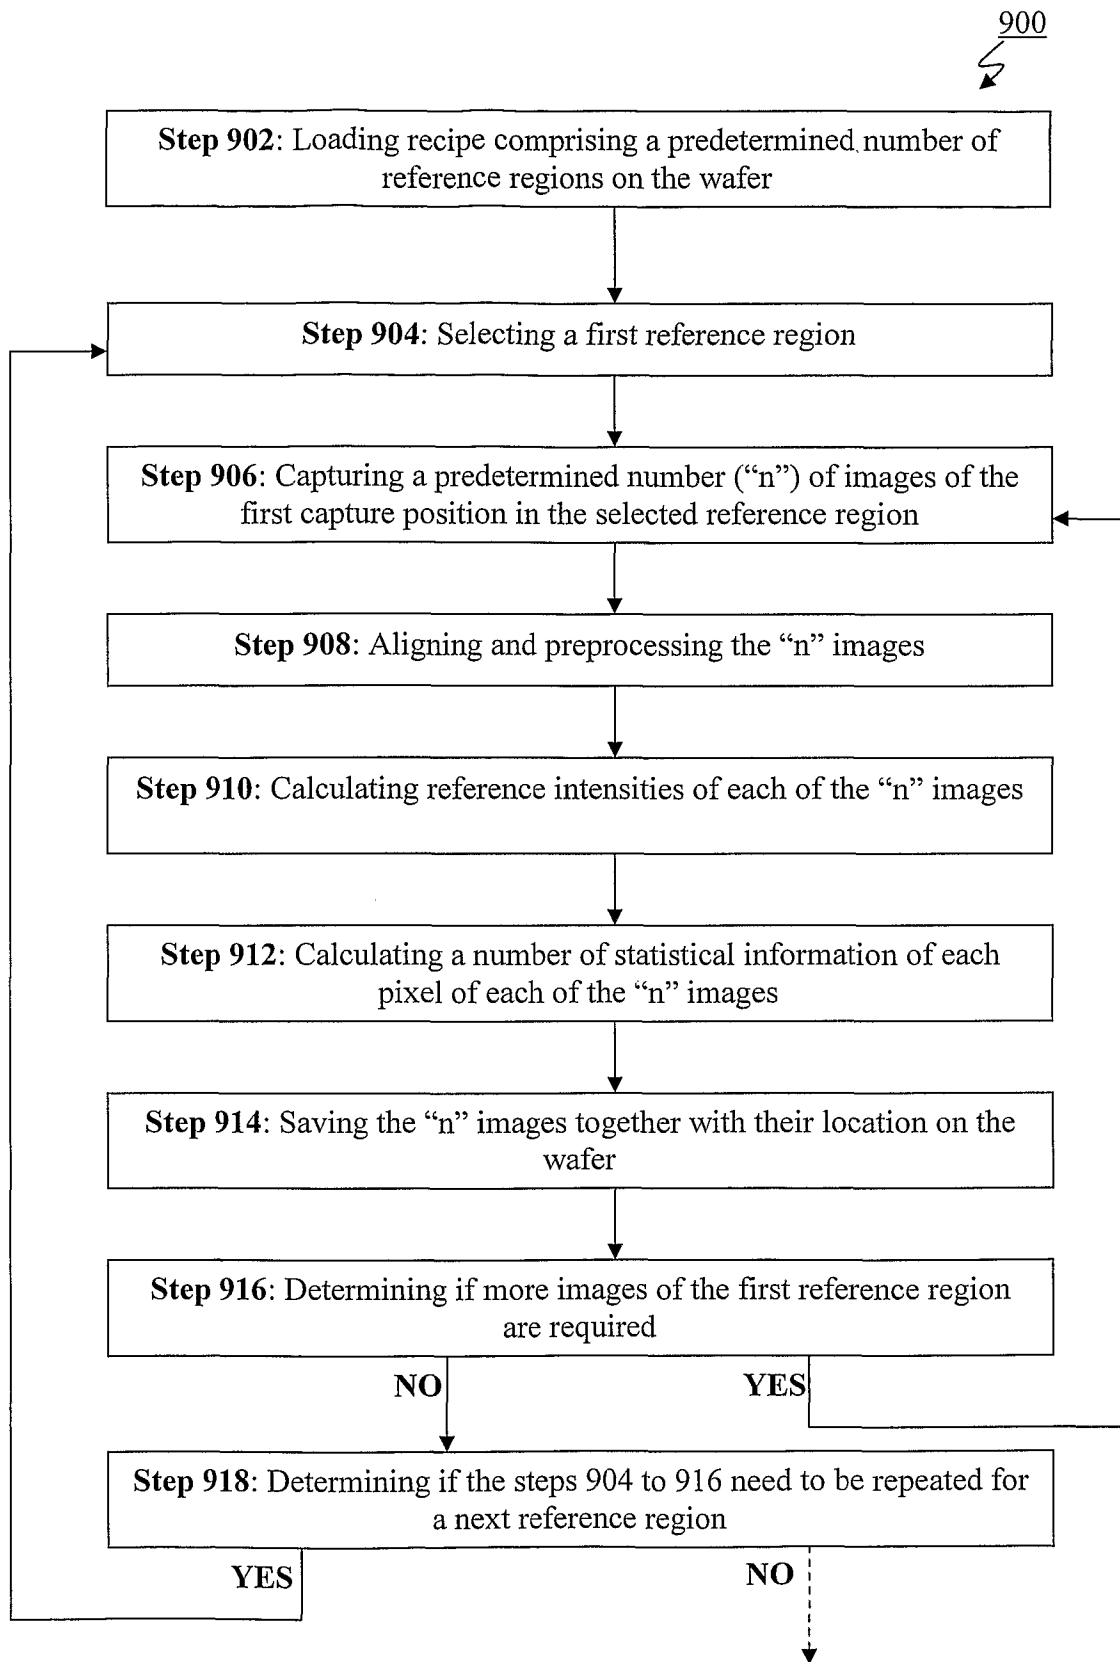 900
Step 902: Loading recipe comprising a predetermined number of
reference regions on the wafer
Step 904: Selecting a first reference region
Step 906: Capturing a predetermined number (“n”) of images of the
first capture position in the selected reference region
Step 908: Aligning and preprocessing the “n” images
Step 910: Calculating reference intensities of each of the “n” images
Step 912: Calculating a number of statistical information of each
pixel of each of the “n” images
Step 914: Saving the “n” images together with their location on the
wafer
Step 916: Determining if more images of the first reference region
are required
NO YES
Step 918: Determining if the steps 904 to 916 need to be repeated for
a next reference region
YES NO